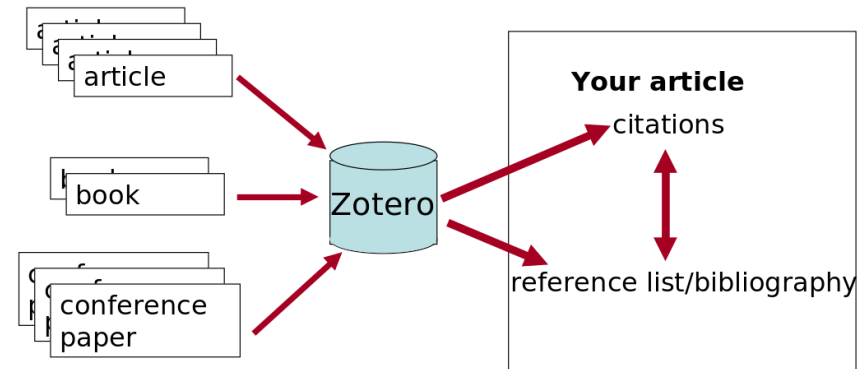 article
book
conference
paper
Zotero
Your article
citations
reference list/bibliography